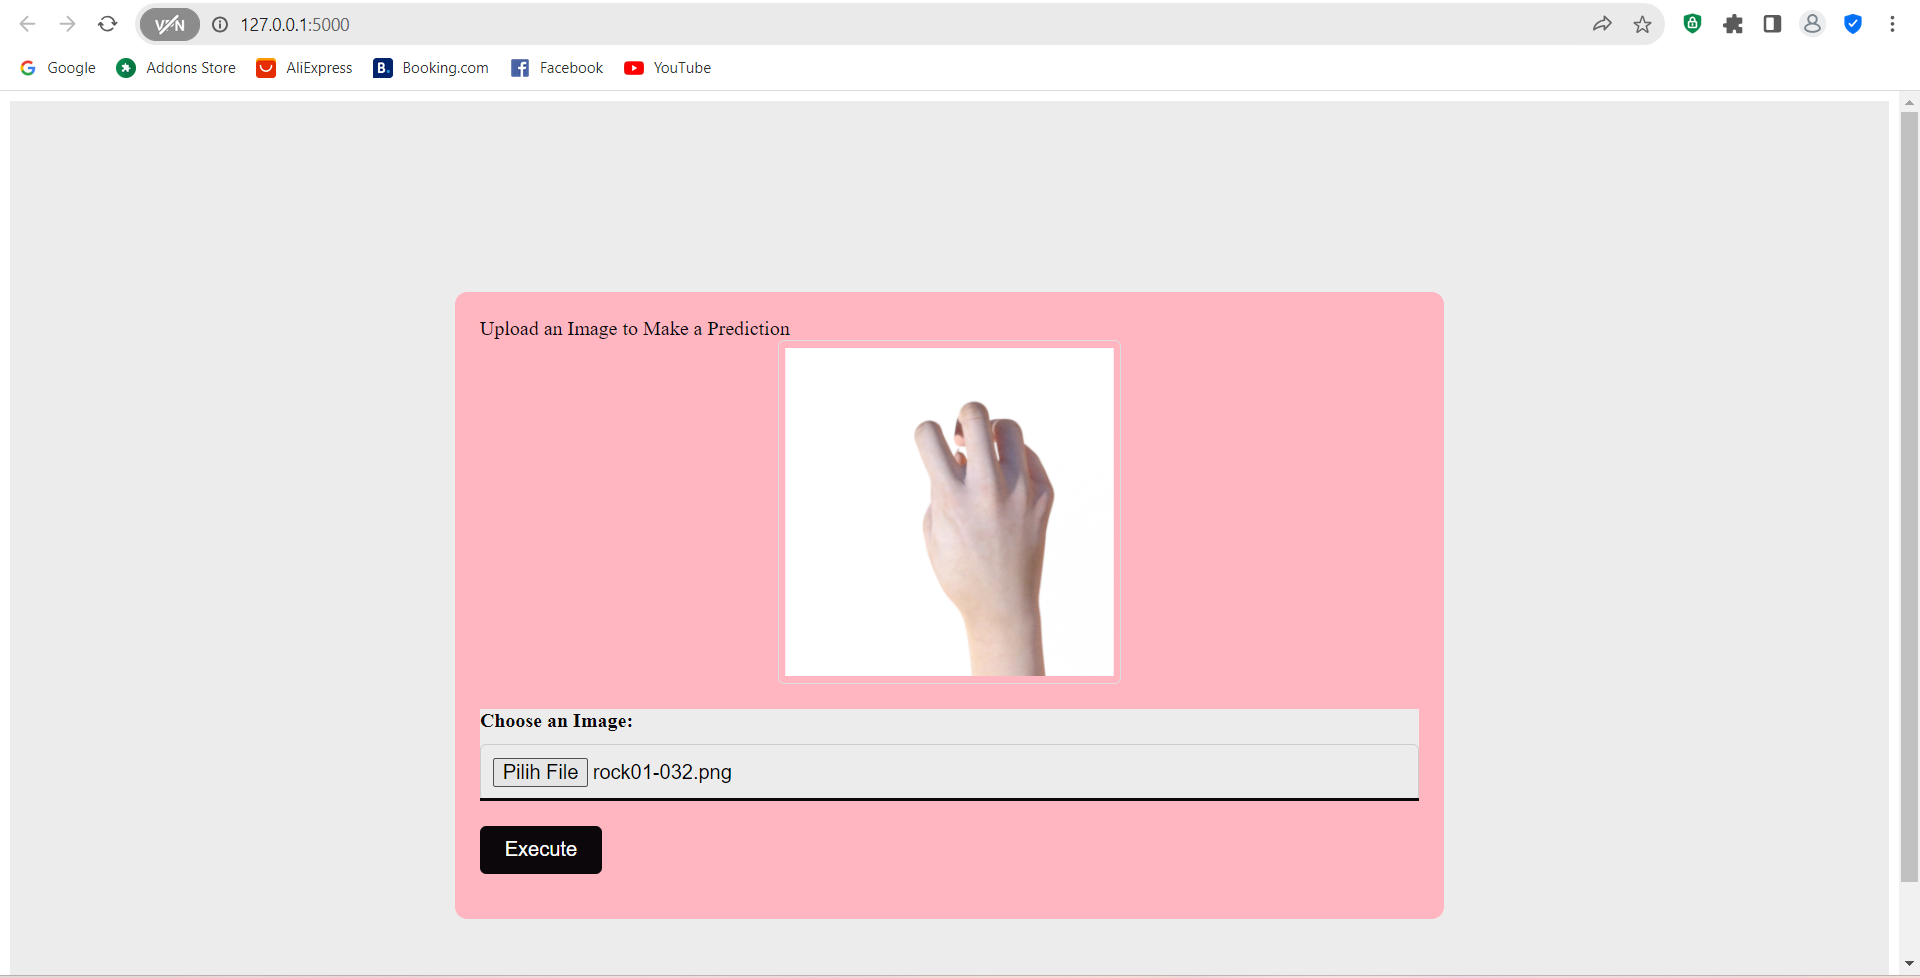 VPN 127.0.0.1:5000
Google Addons Store AliExpress B. Booking.com Facebook YouTube
Upload an Image to Make a Prediction
Choose an Image:
Pilih File rock01-032.png
Execute